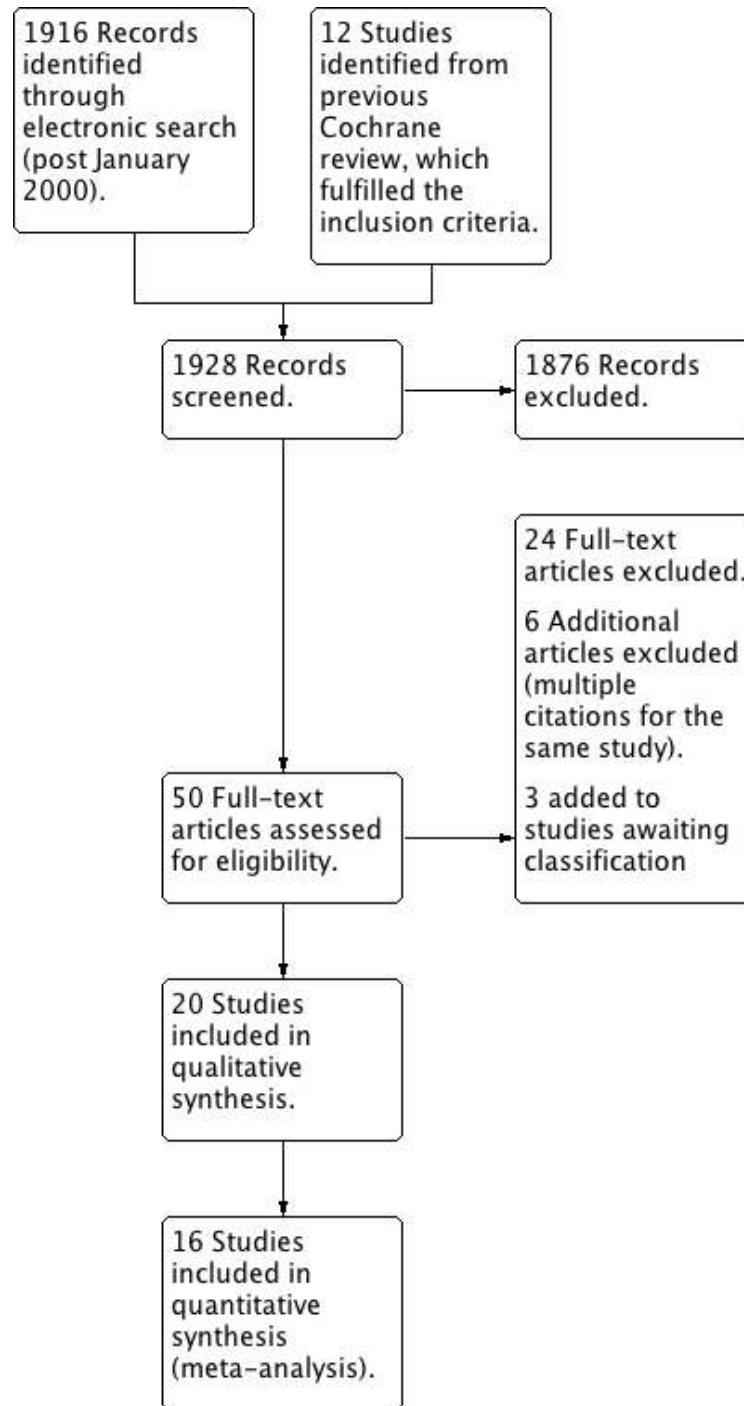 1916 Records
identified
through
electronic search
(post January
2000).
12 Studies
identified from
previous
Cochrane
review, which
fulfilled the
inclusion criteria.
1928 Records
screened.
1876 Records
excluded.
24 Full-text
articles excluded.
6 Additional
articles excluded
(multiple
citations for the
same study).
3 added to
studies awaiting
classification
50 Full-text
articles assessed
for eligibility.
20 Studies
included in
qualitative
synthesis.
16 Studies
included in
quantitative
synthesis
(meta-analysis).